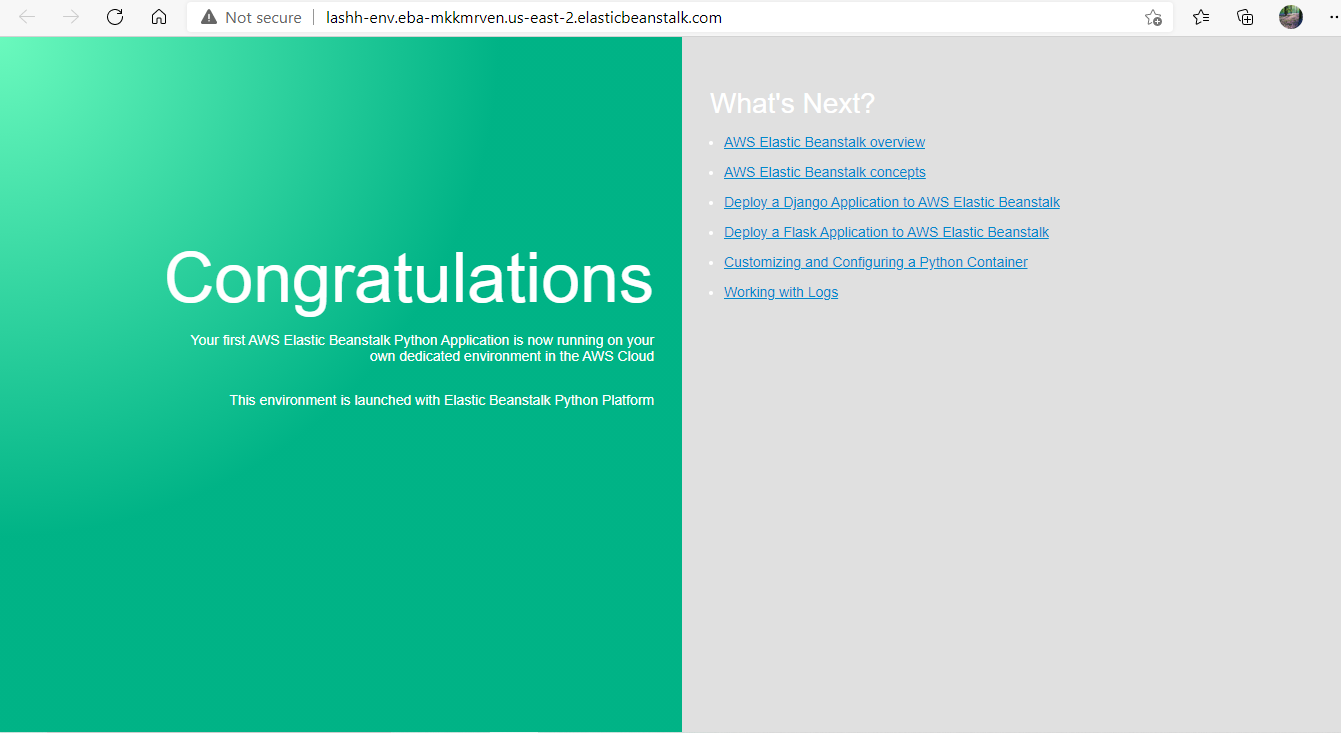 Not secure
lashh-env.eba-mkkmrven.us-east-2.elasticbeanstalk.com
Congratulations
Your first AWS Elastic Beanstalk Python Application is now running on your
own dedicated environment in the AWS Cloud
This environment is launched with Elastic Beanstalk Python Platform
What's Next?
AWS Elastic Beanstalk overview
AWS Elastic Beanstalk concepts
Deploy a Django Application to AWS Elastic Beanstalk
Deploy a Flask Application to AWS Elastic Beanstalk
Customizing and Configuring a Python Container
Working with Logs